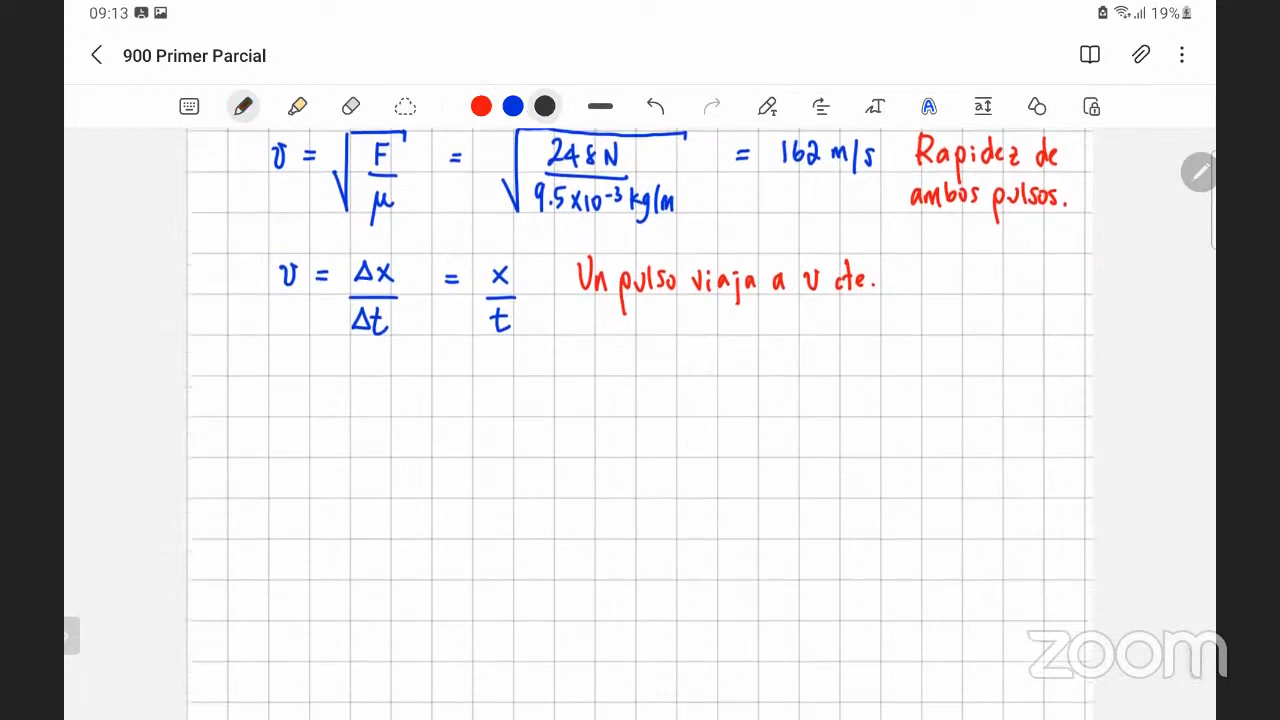 09:13 19%
900 Primer Parcial
v = √(F/μ) = √(248 N / 9.5x10⁻³ kg/m) = 162 m/s Rapidez de
ambos pulsos.
v = Δx/Δt = x/t Un pulso viaja a v cte.
zoom